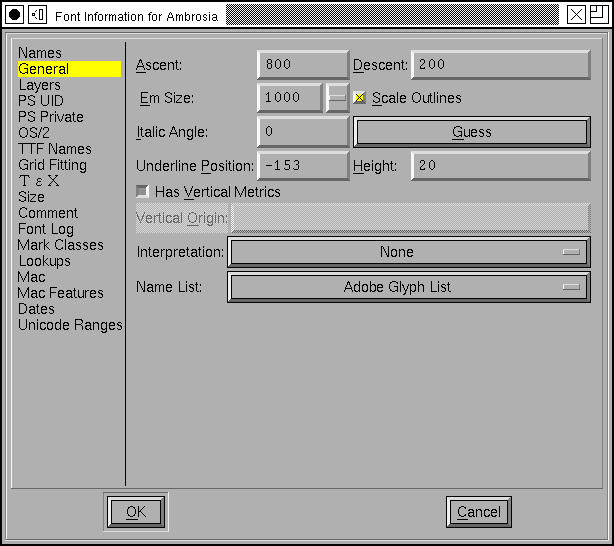 Font Information for Ambrosia
Names
General
Layers
PS UID
PS Private
OS/2
TTF Names
Grid Fitting
Τ ε Χ
Size
Comment
Font Log
Mark Classes
Lookups
Mac
Mac Features
Dates
Unicode Ranges
Ascent: 800 Descent: 200
Em Size: 1000 Scale Outlines
Italic Angle: 0 Guess
Underline Position: -153 Height: 20
Has Vertical Metrics
Vertical Origin:
Interpretation: None
Name List: Adobe Glyph List
OK Cancel